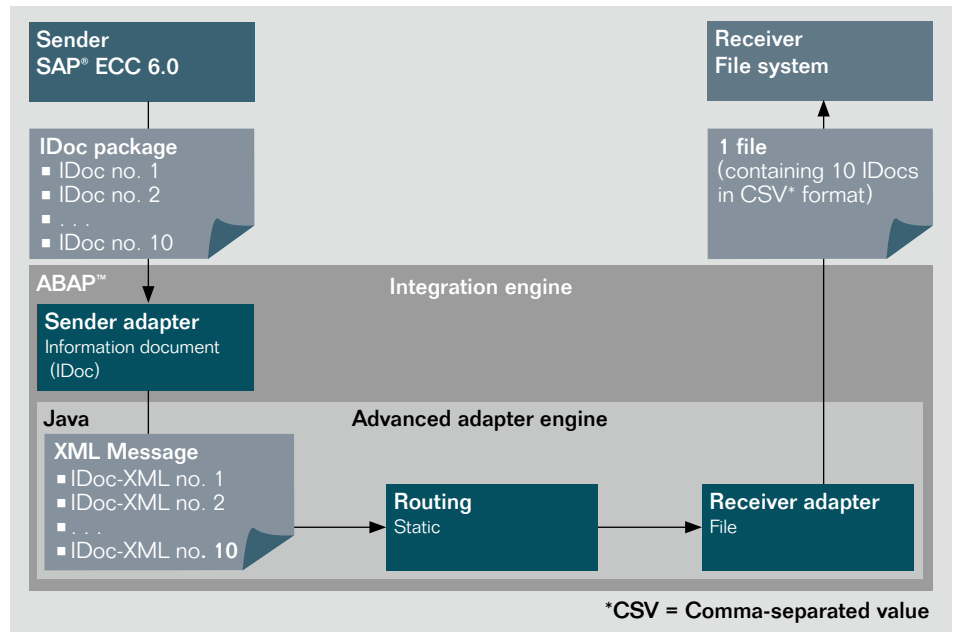 Sender
SAP® ECC 6.0
Receiver
File system
IDoc package
▪ IDoc no. 1
▪ IDoc no. 2
▪ . . .
▪ IDoc no. 10
1 file
(containing 10 IDocs
in CSV* format)
ABAP™
Integration engine
Sender adapter
Information document
(IDoc)
Java
Advanced adapter engine
XML Message
▪ IDoc-XML no. 1
▪ IDoc-XML no. 2
▪ . . .
▪ IDoc-XML no. 10
Routing
Static
Receiver adapter
File
*CSV = Comma-separated value